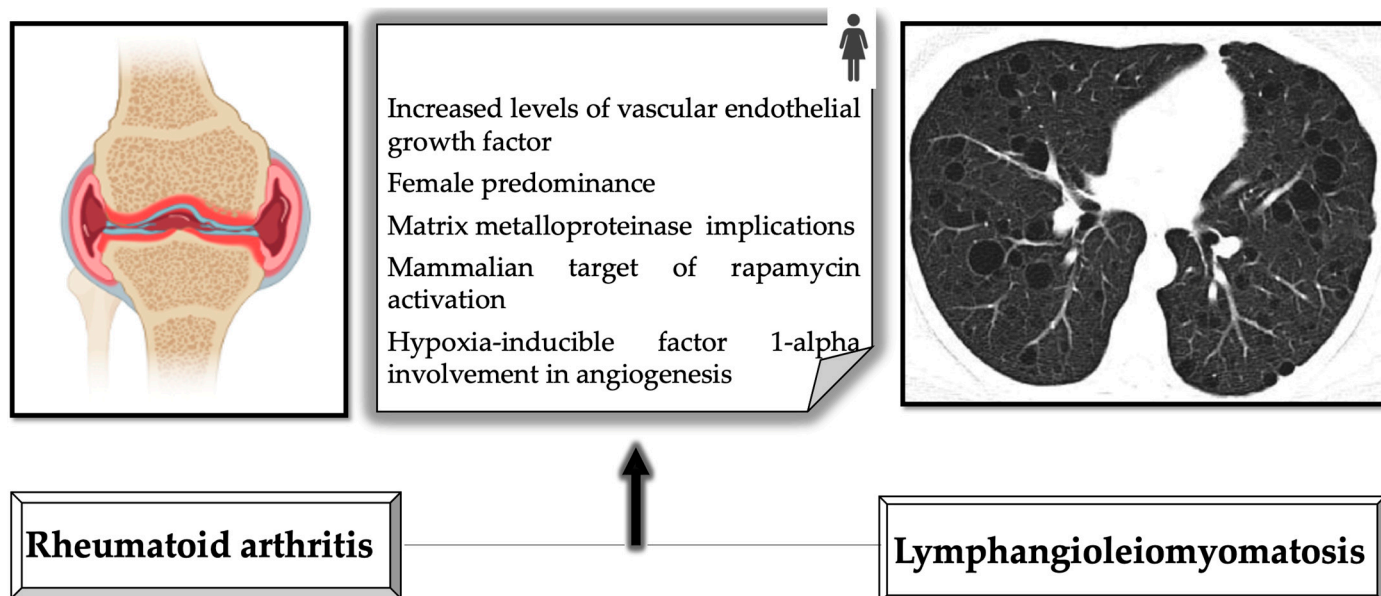 Increased levels of vascular endothelial
growth factor
Female predominance
Matrix metalloproteinase implications
Mammalian target of rapamycin
activation
Hypoxia-inducible factor 1-alpha
involvement in angiogenesis
Rheumatoid arthritis
Lymphangioleiomyomatosis